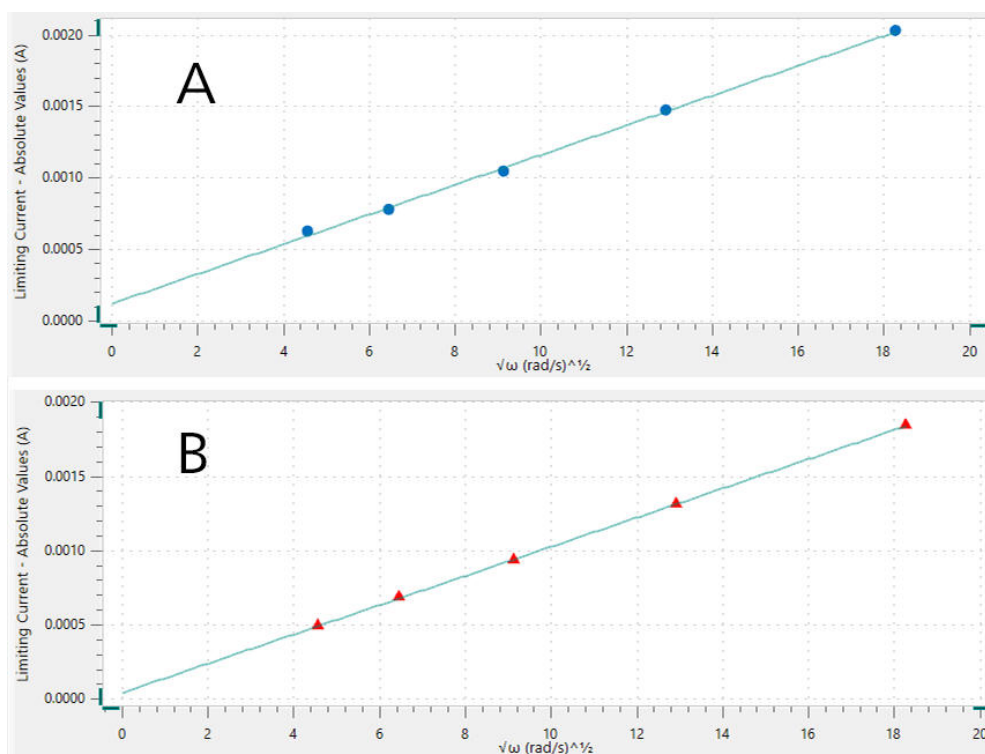 A
Limiting Current - Absolute Values (A)
0.0020
0.0015
0.0010
0.0005
0.0000
0 2 4 6 8 10 12 14 16 18 20
√ω (rad/s)^½
B
Limiting Current - Absolute Values (A)
0.0020
0.0015
0.0010
0.0005
0.0000
0 2 4 6 8 10 12 14 16 18 20
√ω (rad/s)^½